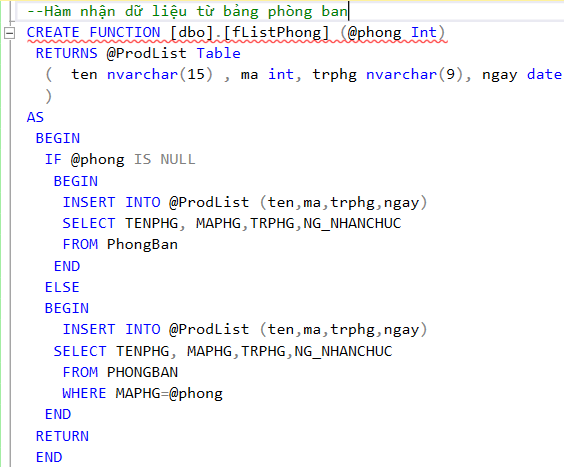 --Hàm nhận dữ liệu từ bảng phòng ban
CREATE FUNCTION [dbo].[fListPhong] (@phong Int)
RETURNS @ProdList Table
( ten nvarchar(15) , ma int, trphg nvarchar(9), ngay date
)
AS
BEGIN
IF @phong IS NULL
BEGIN
INSERT INTO @ProdList (ten,ma,trphg,ngay)
SELECT TENPHG, MAPHG,TRPHG,NG_NHANCHUC
FROM PhongBan
END
ELSE
BEGIN
INSERT INTO @ProdList (ten,ma,trphg,ngay)
SELECT TENPHG, MAPHG,TRPHG,NG_NHANCHUC
FROM PHONGBAN
WHERE MAPHG=@phong
END
RETURN
END